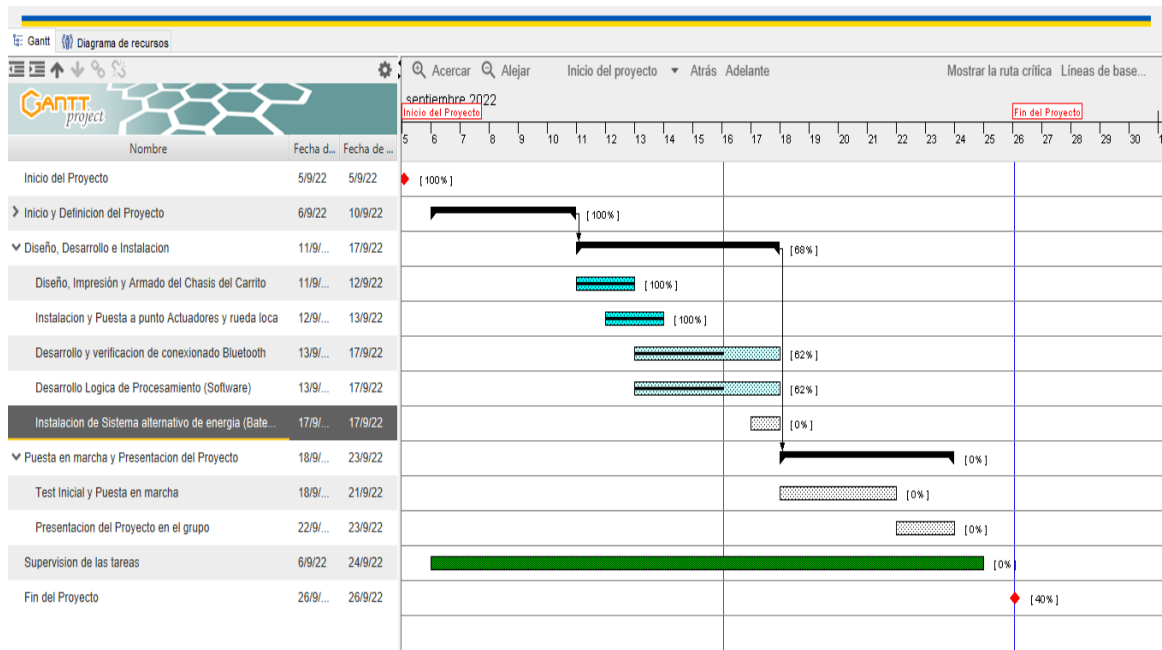 Gantt Diagrama de recursos
Acercar Alejar Inicio del proyecto Atrás Adelante Mostrar la ruta crítica Líneas de base...
GANTT project
septiembre 2022
Inicio del Proyecto Fin del Proyecto
Nombre Fecha d... Fecha de ...
5 6 7 8 9 10 11 12 13 14 15 16 17 18 19 20 21 22 23 24 25 26 27 28 29 30 1
Inicio del Proyecto 5/9/22 5/9/22 [ 100% ]
Inicio y Definicion del Proyecto 6/9/22 10/9/22 [ 100% ]
Diseño, Desarrollo e Instalacion 11/9/... 17/9/22 [ 68% ]
Diseño, Impresión y Armado del Chasis del Carrito 11/9/... 12/9/22 [ 100% ]
Instalacion y Puesta a punto Actuadores y rueda loca 12/9/... 13/9/22 [ 100% ]
Desarrollo y verificacion de conexionado Bluetooth 13/9/... 17/9/22 [ 62% ]
Desarrollo Logica de Procesamiento (Software) 13/9/... 17/9/22 [ 62% ]
Instalacion de Sistema alternativo de energia (Bate... 17/9/... 17/9/22 [ 0% ]
Puesta en marcha y Presentacion del Proyecto 18/9/... 23/9/22 [ 0% ]
Test Inicial y Puesta en marcha 18/9/... 21/9/22 [ 0% ]
Presentacion del Proyecto en el grupo 22/9/... 23/9/22 [ 0% ]
Supervision de las tareas 6/9/22 24/9/22 [ 0% ]
Fin del Proyecto 26/9/... 26/9/22 [ 40% ]